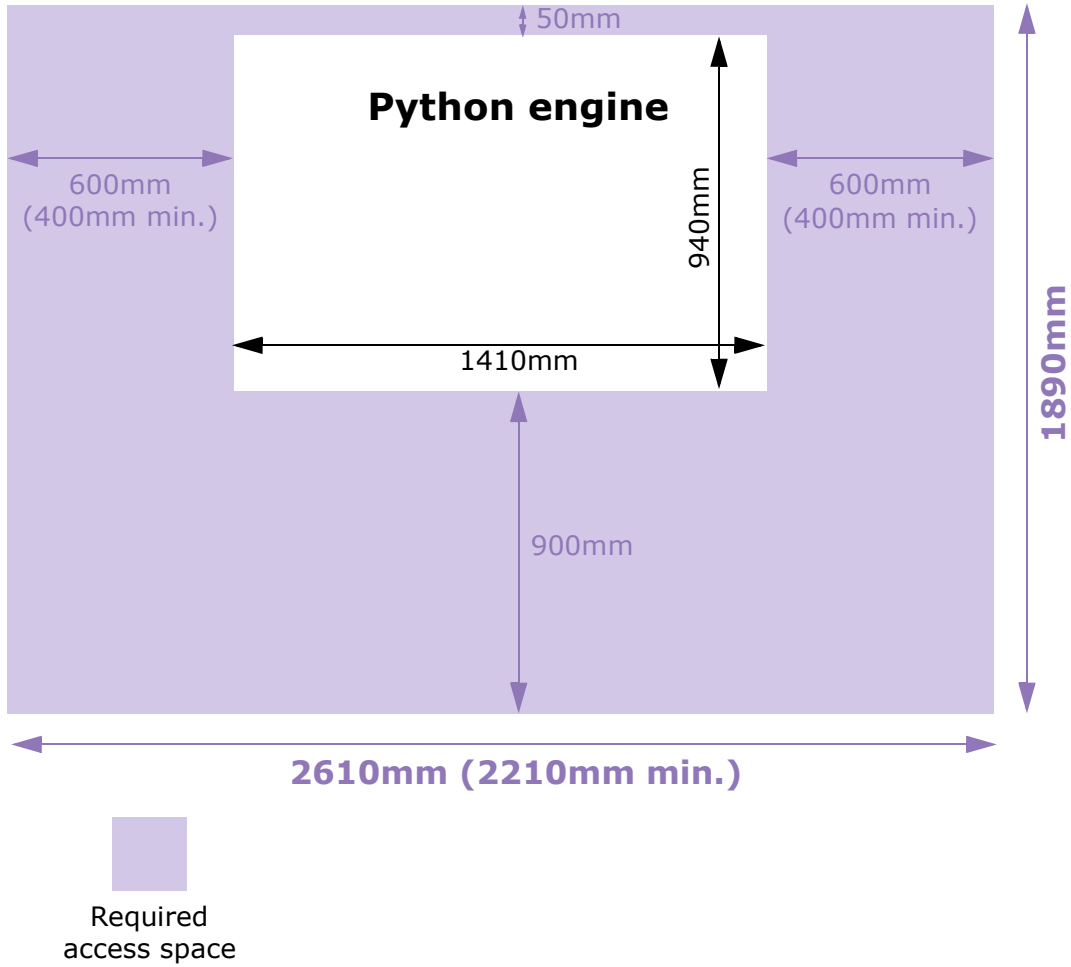 50mm
Python engine
600mm
(400mm min.)
940mm
600mm
(400mm min.)
1410mm
1890mm
900mm
2610mm (2210mm min.)
Required
access space